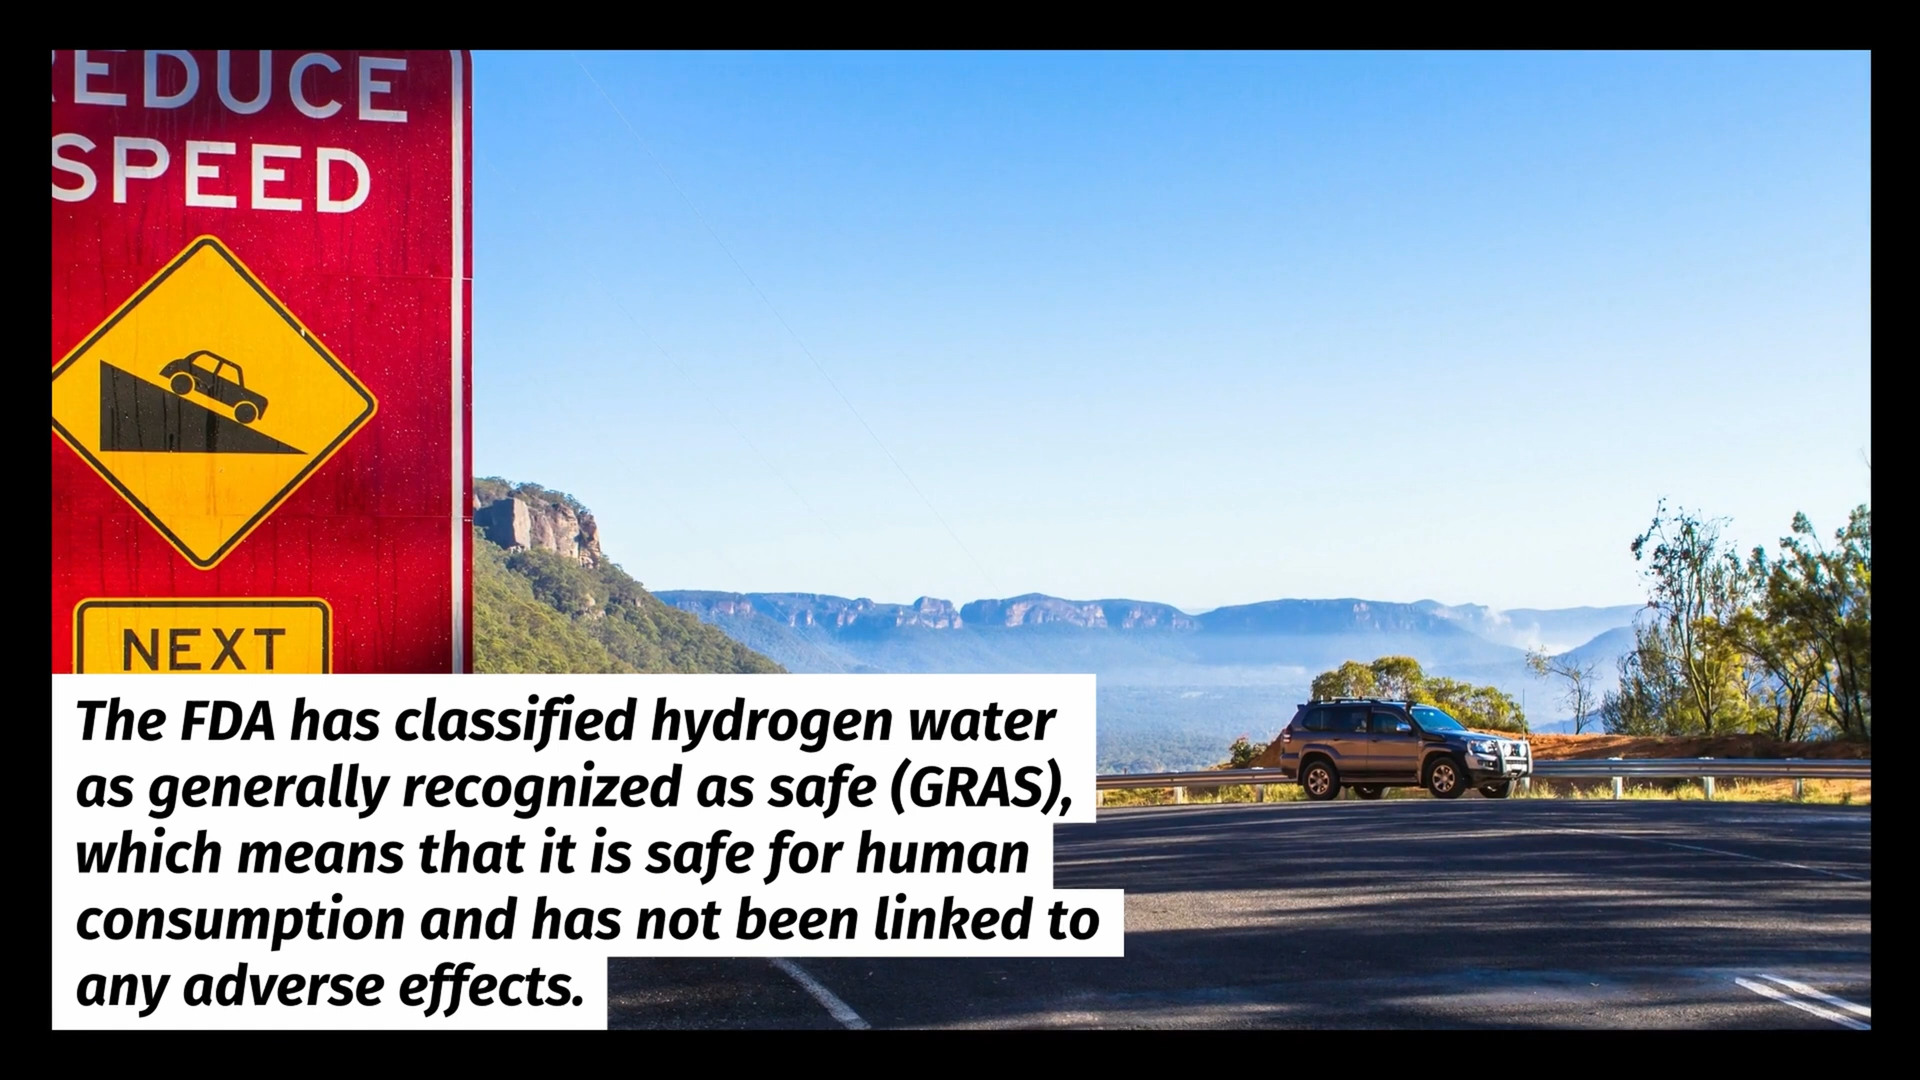 REDUCE
SPEED
NEXT
The FDA has classified hydrogen water
as generally recognized as safe (GRAS),
which means that it is safe for human
consumption and has not been linked to
any adverse effects.